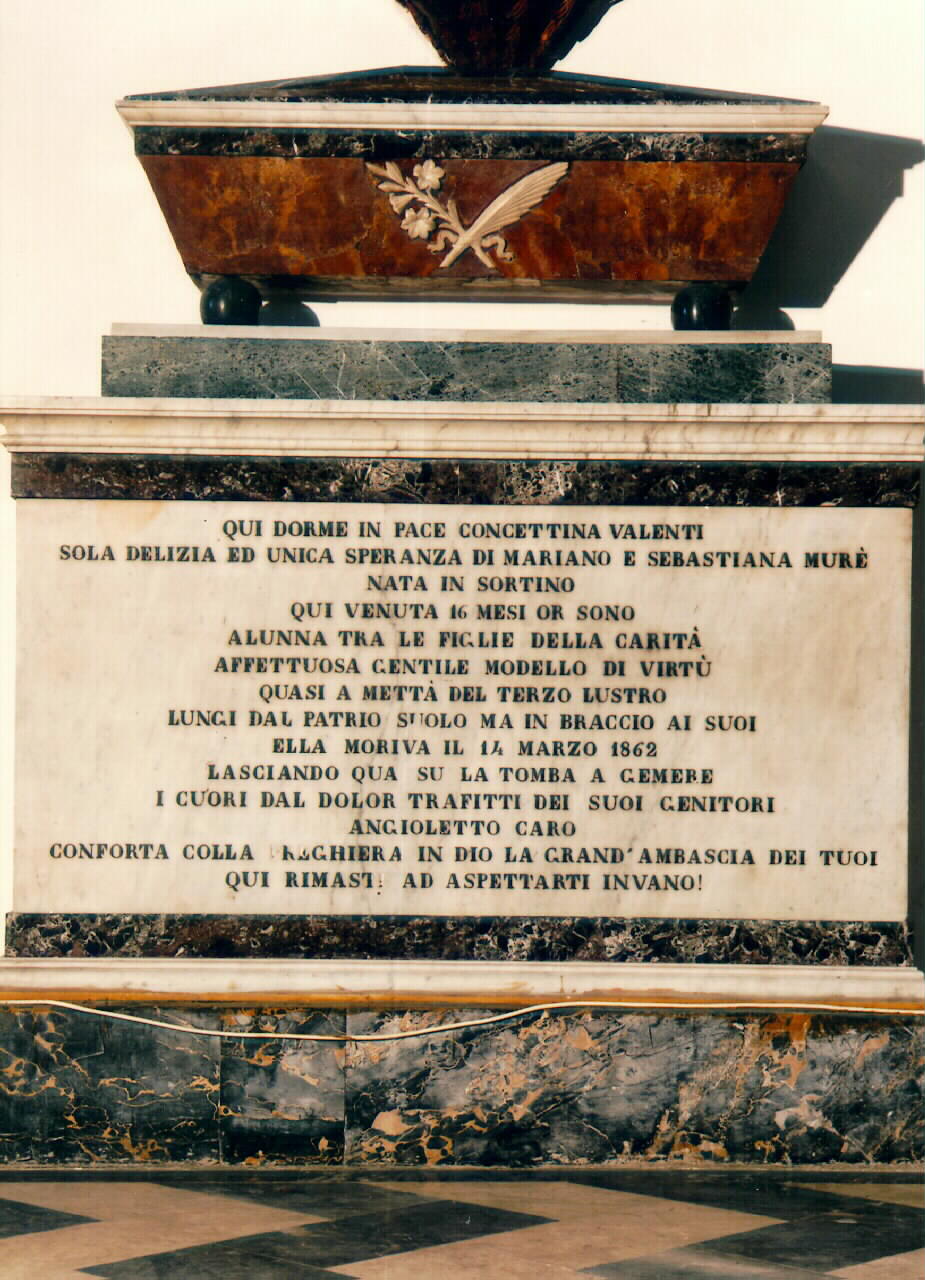 QUI DORME IN PACE CONCETTINA VALENTI
SOLA DELIZIA ED UNICA SPERANZA DI MARIANO E SEBASTIANA MURÈ
NATA IN SORTINO
QUI VENUTA 16 MESI OR SONO
ALUNNA TRA LE FIGLIE DELLA CARITÀ
AFFETTUOSA GENTILE MODELLO DI VIRTÙ
QUASI A METTÀ DEL TERZO LUSTRO
LUNGI DAL PATRIO SUOLO MA IN BRACCIO AI SUOI
ELLA MORIVA IL 14 MARZO 1862
LASCIANDO QUA SU LA TOMBA A GEMERE
I CUORI DAL DOLOR TRAFITTI DEI SUOI GENITORI
ANGIOLETTO CARO
CONFORTA COLLA IN DIO LA GRAND'AMBASCIA DEI TUOI
QUI RIMASTI AD ASPETTARTI INVANO!